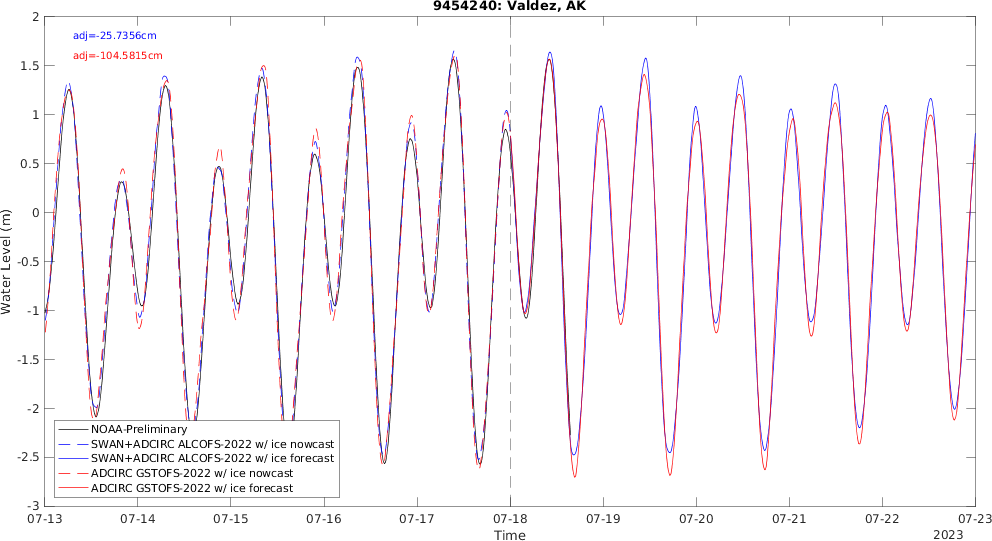 9454240: Valdez, AK
adj=-25.7356cm
adj=-104.5815cm
Water Level (m)
2
1.5
1
0.5
0
-0.5
-1
-1.5
-2
-2.5
-3
NOAA-Preliminary
SWAN+ADCIRC ALCOFS-2022 w/ ice nowcast
SWAN+ADCIRC ALCOFS-2022 w/ ice forecast
ADCIRC GSTOFS-2022 w/ ice nowcast
ADCIRC GSTOFS-2022 w/ ice forecast
07-13 07-14 07-15 07-16 07-17 07-18 07-19 07-20 07-21 07-22 07-23
Time
2023